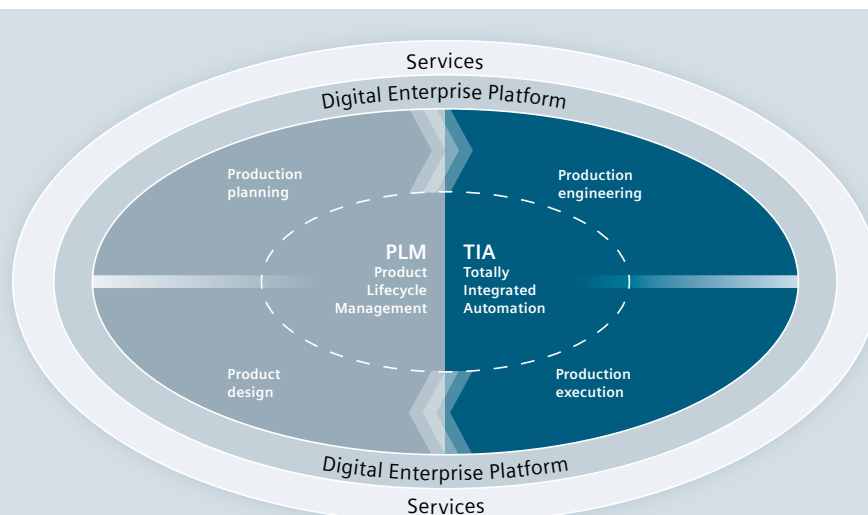 Services
Digital Enterprise Platform
Production
planning
Production
engineering
PLM
Product
Lifecycle
Management
TIA
Totally
Integrated
Automation
Product
design
Production
execution
Digital Enterprise Platform
Services